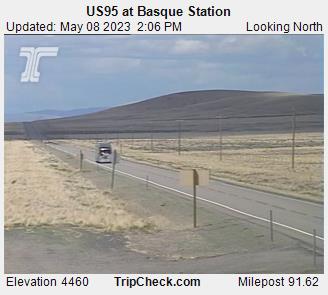 US95 at Basque Station
Updated: May 08 2023 2:06 PM Looking North
Elevation 4460 TripCheck.com Milepost 91.62